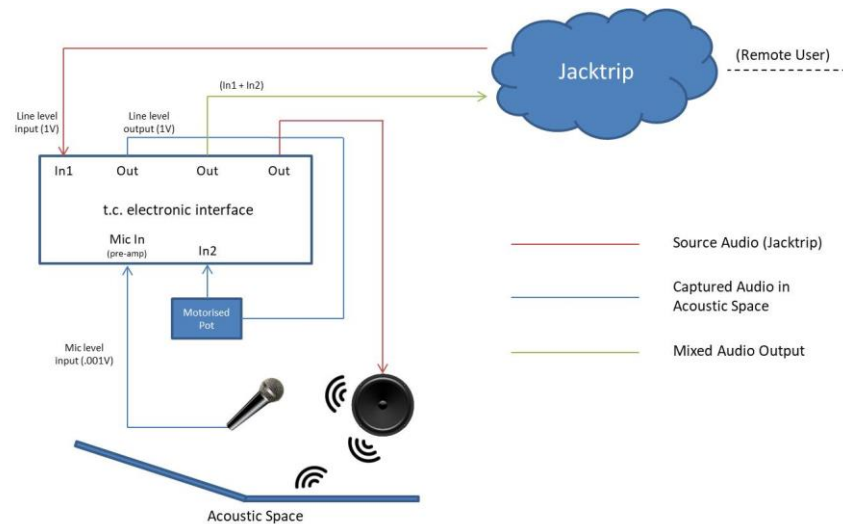 Jacktrip
(Remote User)
(In1 + In2)
Line level
input (1V)
Line level
output (1V)
In1
Out
Out
Out
t.c. electronic interface
Mic In
(pre-amp)
In2
Source Audio (Jacktrip)
Captured Audio in
Acoustic Space
Mixed Audio Output
Motorised
Pot
Mic level
input (.001V)
Acoustic Space